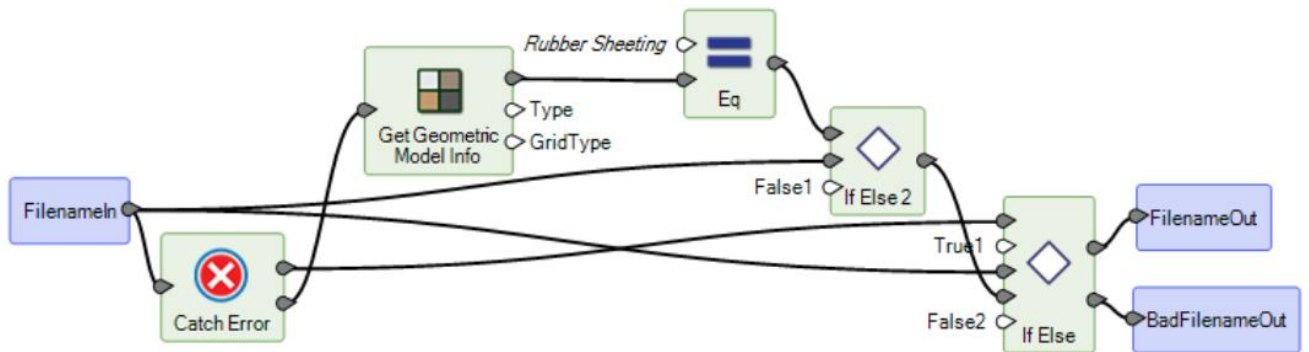 Rubber Sheeting
Eq
Get Geometric
Model Info
Type
GridType
False1
If Else 2
FilenameIn
Catch Error
True1
False2
If Else
FilenameOut
BadFilenameOut